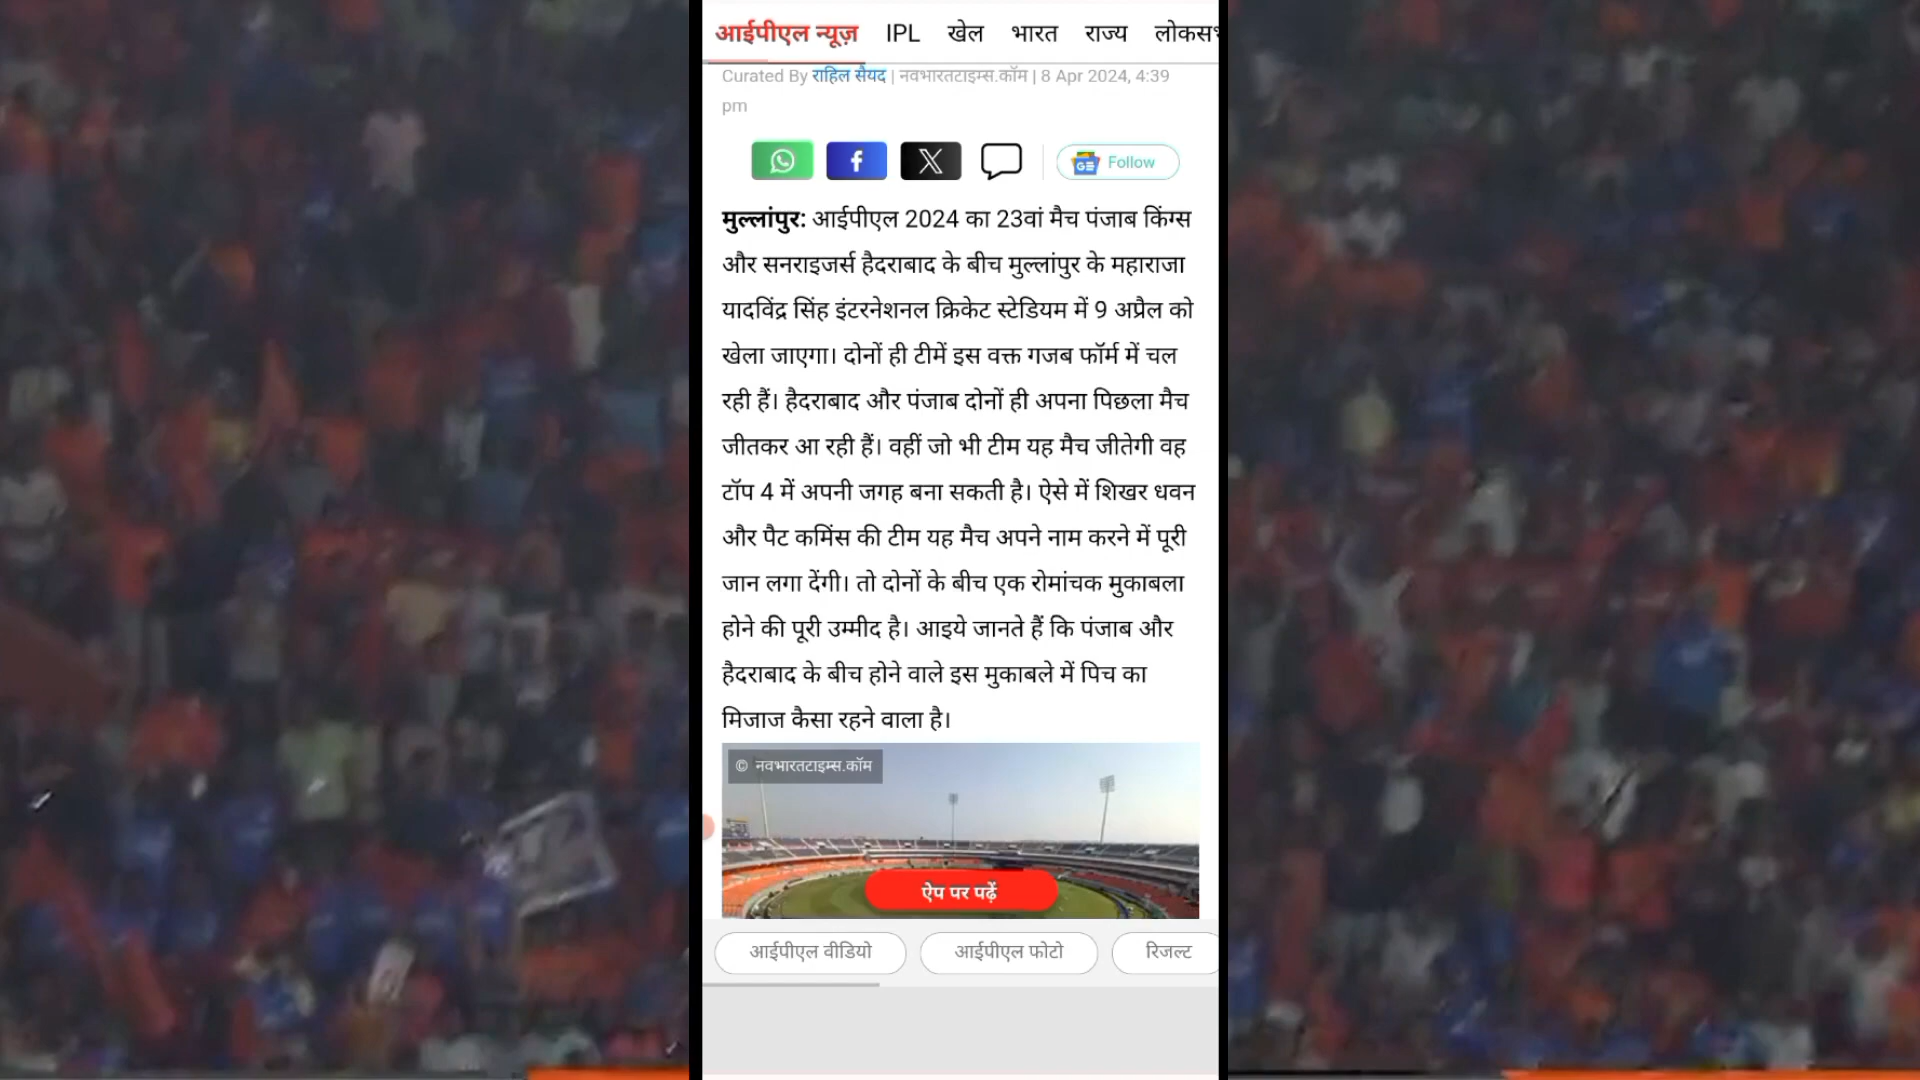 आईपीएल न्यूज़ IPL खेल भारत राज्य
Curated By राहिल सैयद | नवभारतटाइम्स.कॉम | 8 Apr 2024, 4:39
pm
Follow
मुल्लांपुर: आईपीएल 2024 का 23वां मैच पंजाब किंग्स
और सनराइजर्स हैदराबाद के बीच मुल्लांपुर के महाराजा
यादविंद्र सिंह इंटरनेशनल क्रिकेट स्टेडियम में 9 अप्रैल को
खेला जाएगा। दोनों ही टीमें इस वक्त गजब फॉर्म में चल
रही हैं। हैदराबाद और पंजाब दोनों ही अपना पिछला मैच
जीतकर आ रही हैं। वहीं जो भी टीम यह मैच जीतेगी वह
टॉप 4 में अपनी जगह बना सकती है। ऐसे में शिखर धवन
और पैट कमिंस की टीम यह मैच अपने नाम करने में पूरी
जान लगा देंगी। तो दोनों के बीच एक रोमांचक मुकाबला
होने की पूरी उम्मीद है। आइये जानते हैं कि पंजाब और
हैदराबाद के बीच होने वाले इस मुकाबले में पिच का
मिजाज कैसा रहने वाला है।
© नवभारतटाइम्स.कॉम
ऐप पर पढ़ें
आईपीएल वीडियो आईपीएल फोटो रिजल्ट